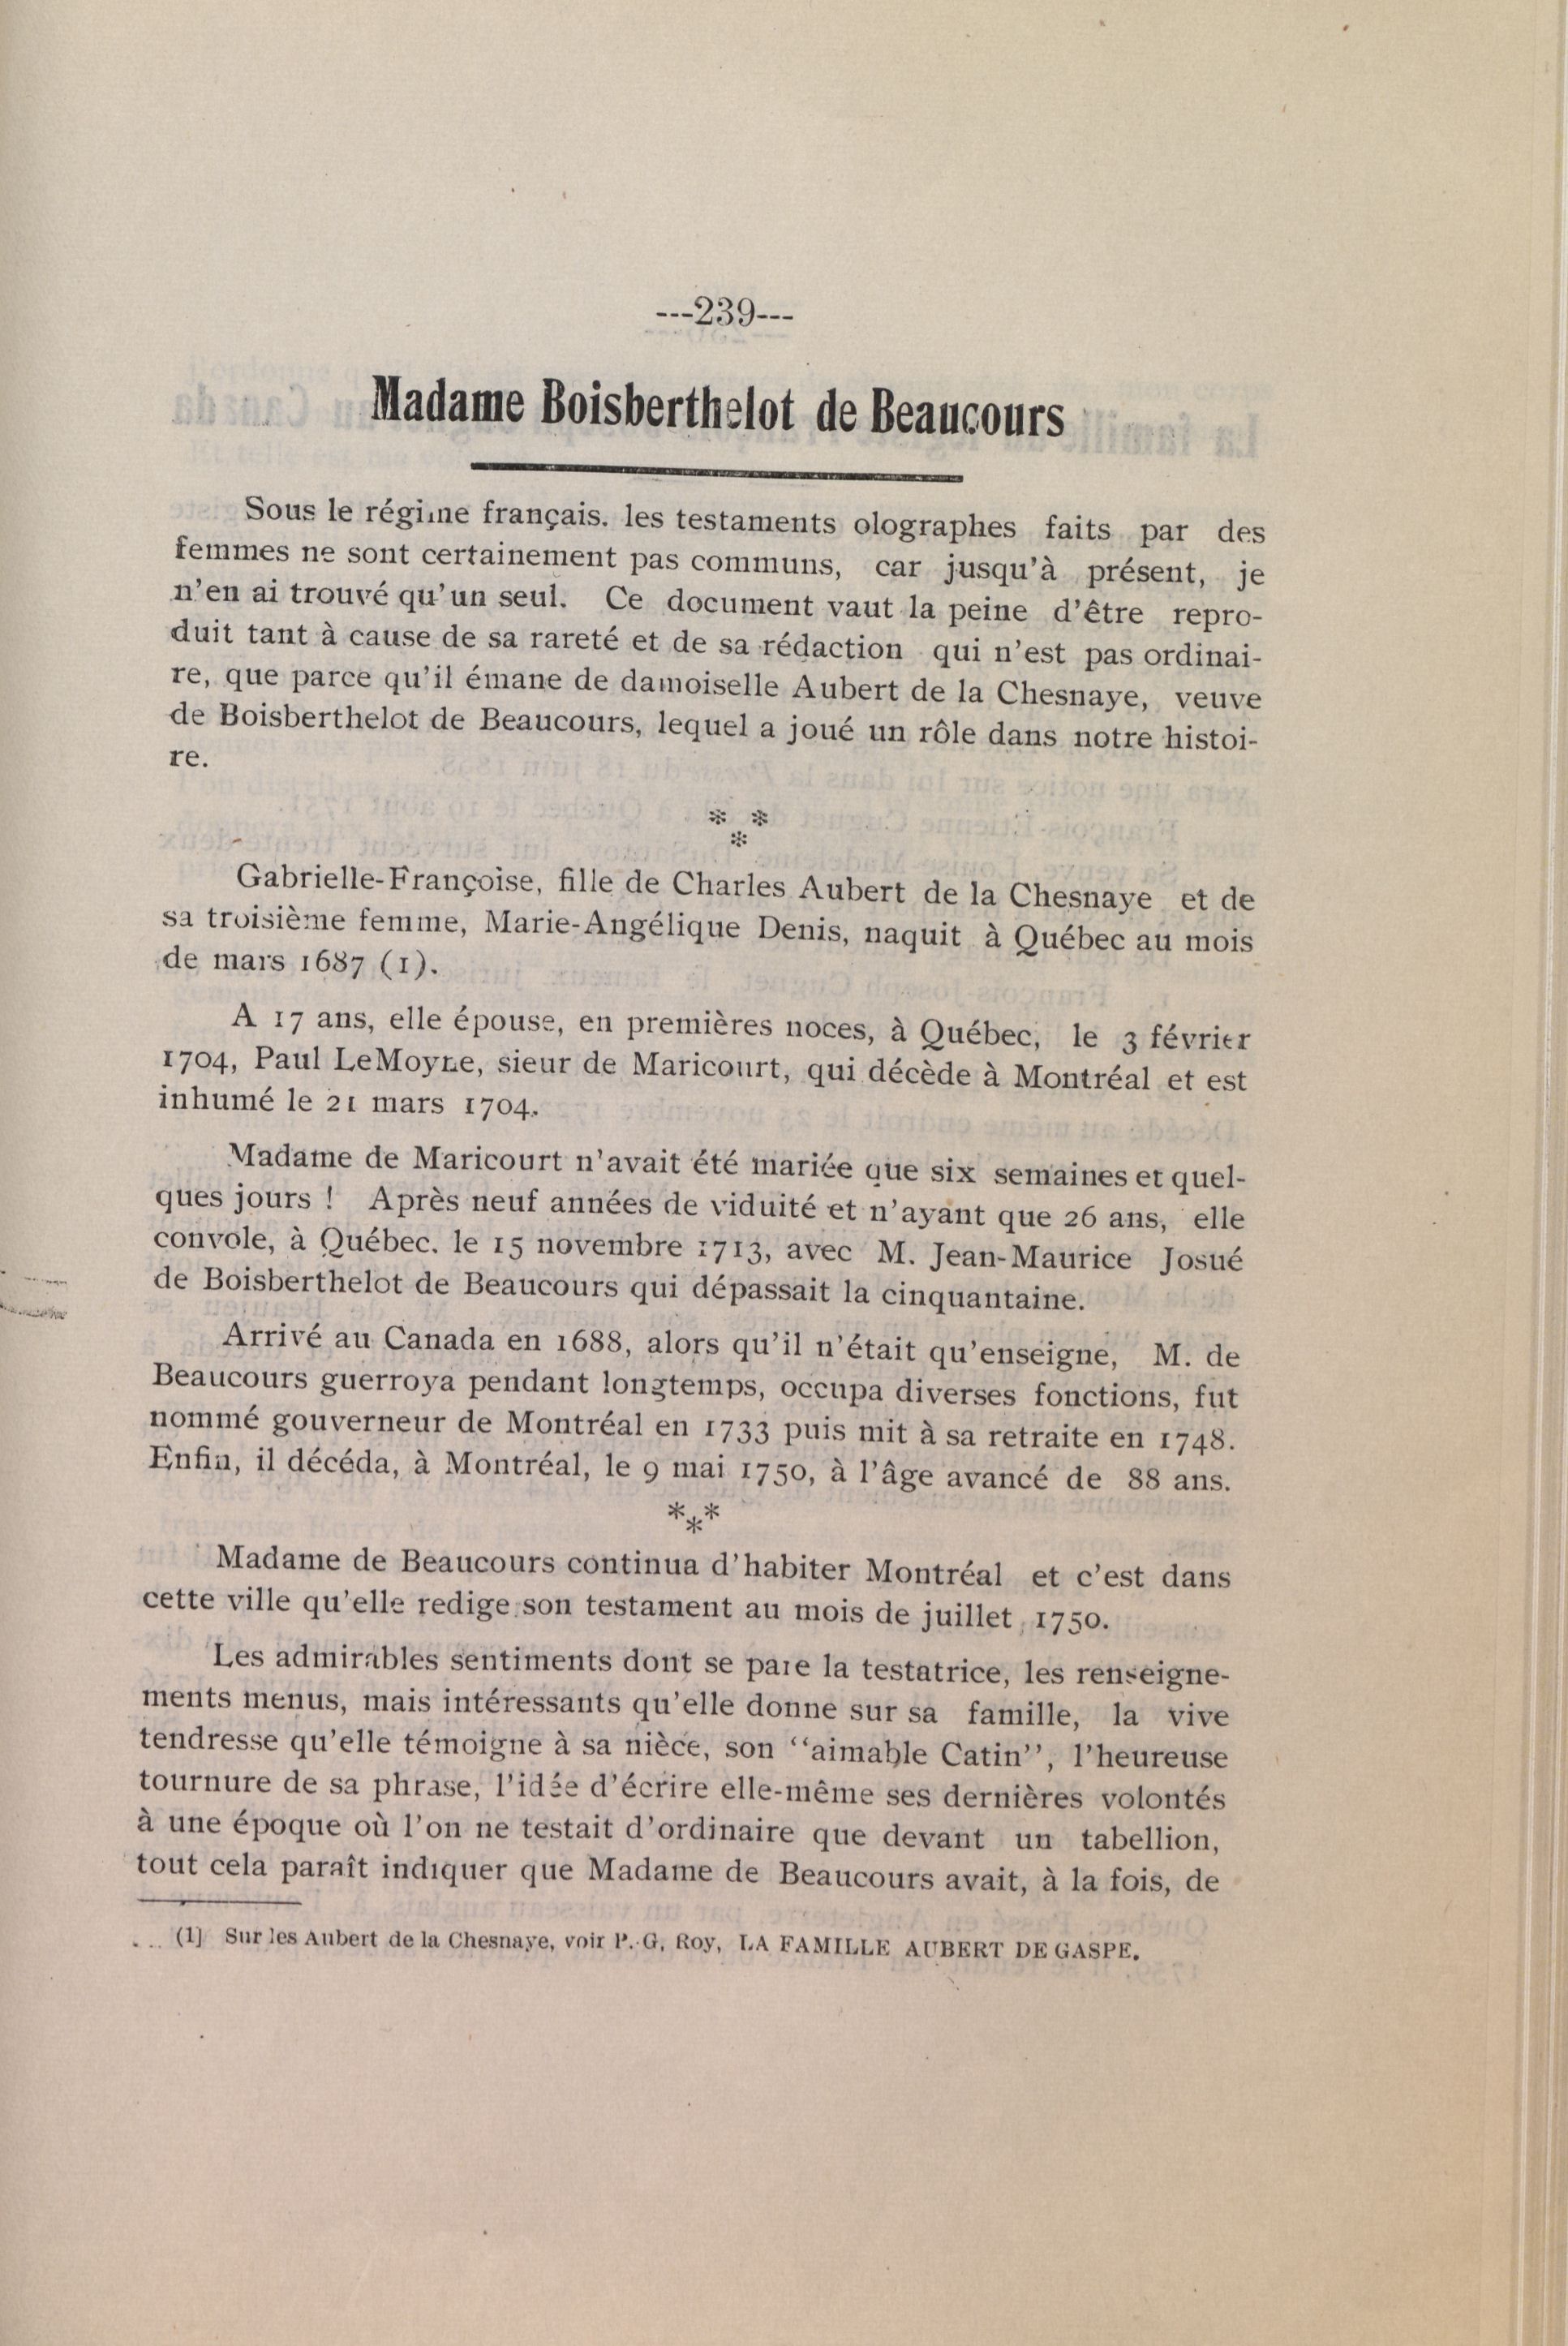 ---239---
Madame Boisberthelot de Beaucours
Sous le régime français. les testaments olographes faits par des
femmes ne sont certainement pas communs, car jusqu'à présent, je
n'en ai trouvé qu'un seul. Ce document vaut la peine d'être repro-
duit tant à cause de sa rareté et de sa rédaction qui n'est pas ordinai-
re, que parce qu'il émane de damoiselle Aubert de la Chesnaye, veuve
de Boisberthelot de Beaucours, lequel a joué un rôle dans notre histoi-
re.
* *
*
Gabrielle-Françoise, fille de Charles Aubert de la Chesnaye et de
sa troisième femme, Marie-Angélique Denis, naquit à Québec au mois
de mars 1687 (1).
A 17 ans, elle épouse, en premières noces, à Québec, le 3 février
1704, Paul LeMoyne, sieur de Maricourt, qui décède à Montréal et est
inhumé le 21 mars 1704.
Madame de Maricourt n'avait été mariée que six semaines et quel-
ques jours ! Après neuf années de viduité et n'ayant que 26 ans, elle
convole, à Québec. le 15 novembre 1713, avec M. Jean-Maurice Josué
de Boisberthelot de Beaucours qui dépassait la cinquantaine.
Arrivé au Canada en 1688, alors qu'il n'était qu'enseigne, M. de
Beaucours guerroya pendant longtemps, occupa diverses fonctions, fut
nommé gouverneur de Montréal en 1733 puis mit à sa retraite en 1748.
Enfin, il décéda, à Montréal, le 9 mai 1750, à l'âge avancé de 88 ans.
* *
*
Madame de Beaucours continua d'habiter Montréal et c'est dans
cette ville qu'elle redige son testament au mois de juillet 1750.
Les admirables sentiments dont se pare la testatrice, les renseigne-
ments menus, mais intéressants qu'elle donne sur sa famille, la vive
tendresse qu'elle témoigne à sa nièce, son "aimable Catin", l'heureuse
tournure de sa phrase, l'idée d'écrire elle-même ses dernières volontés
à une époque où l'on ne testait d'ordinaire que devant un tabellion,
tout cela paraît indiquer que Madame de Beaucours avait, à la fois, de
(1) Sur les Aubert de la Chesnaye, voir P.-G. Roy, LA FAMILLE AUBERT DE GASPE.